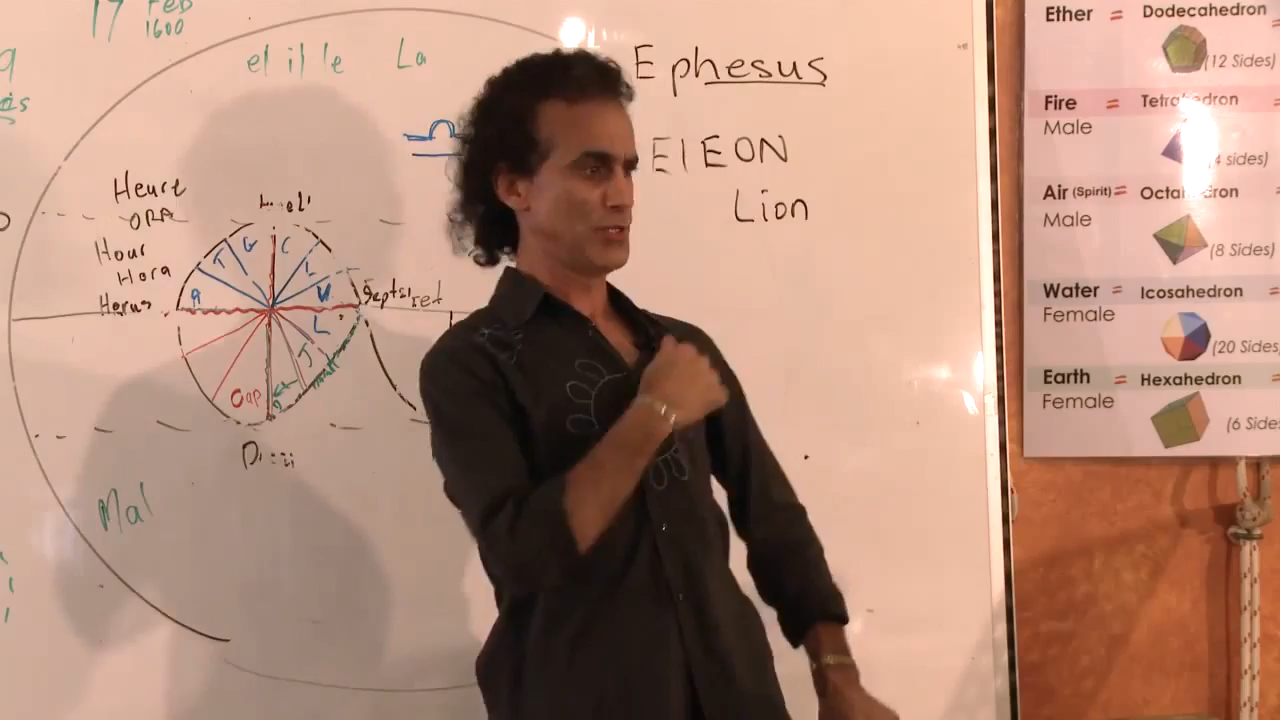 17 Feb
1600
q
el il le La
Ephesus
EIEON
Lion
Heure
ORA
Hour
Hora
Horus
A
T
G
C
L
V
L
J
Cap
Mal
Ether = Dodecahedron =
(12 Sides)
Fire = Tetrahedron =
Male
(4 sides)
Air (Spirit) = Octahedron =
Male
(8 Sides)
Water = Icosahedron =
Female
(20 Sides
Earth = Hexahedron =
Female
(6 Side